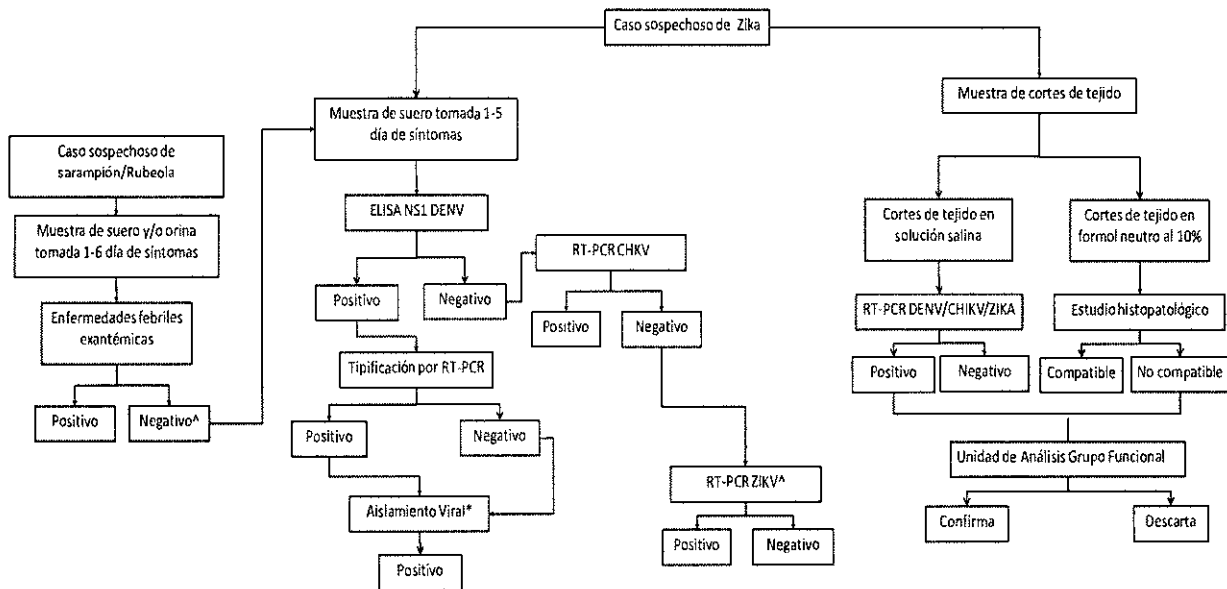 Caso sospechoso de Zika
Muestra de suero tomada 1-5
día de síntomas
Muestra de cortes de tejido
Caso sospechoso de
sarampión/Rubeola
Muestra de suero y/o orina
tomada 1-6 día de síntomas
Enfermedades febriles
exantémicas
Positivo
Negativo^
ELISA NS1 DENV
Positivo
Negativo
RT-PCR CHKV
Positivo
Negativo
Tipificación por RT-PCR
Positivo
Negativo
Aislamiento Viral*
Positivo
RT-PCR ZIKV^
Positivo
Negativo
Cortes de tejido en
solución salina
Cortes de tejido en
formol neutro al 10%
RT-PCR DENV/CHIKV/ZIKA
Estudio histopatológico
Positivo
Negativo
Compatible
No compatible
Unidad de Análisis Grupo Funcional
Confirma
Descarta